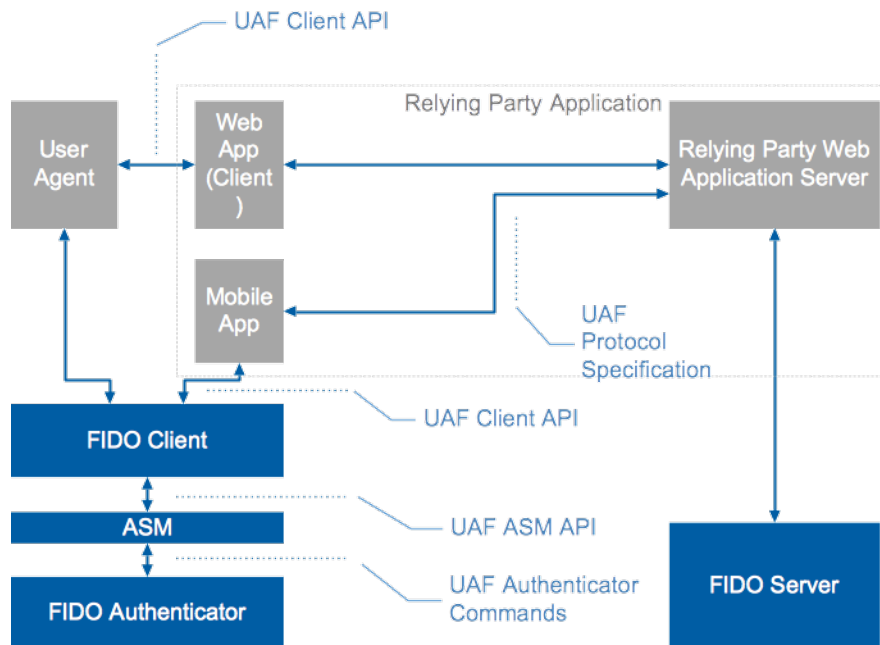 UAF Client API
Relying Party Application
User
Agent
Web
App
(Client
)
Relying Party Web
Application Server
Mobile
App
UAF
Protocol
Specification
UAF Client API
FIDO Client
UAF ASM API
ASM
UAF Authenticator
Commands
FIDO Authenticator
FIDO Server